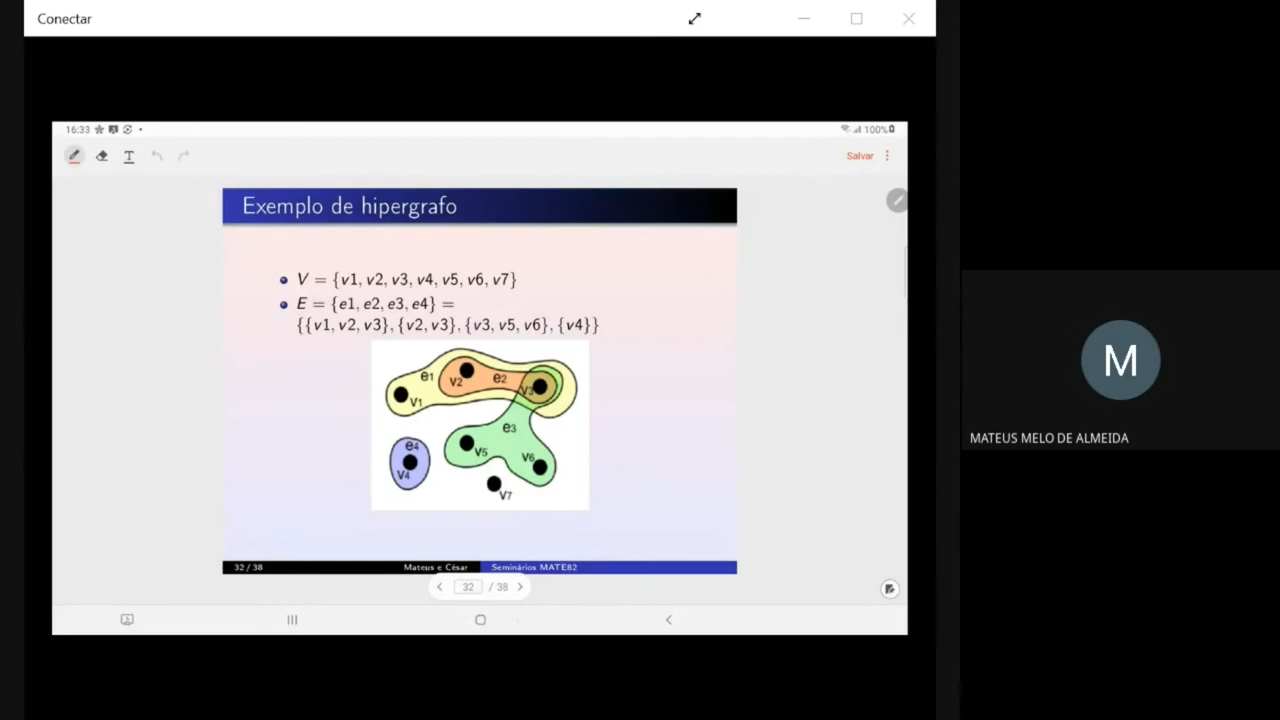 Conectar
16:33
100%
T
Salvar
Exemplo de hipergrafo
V = {v1, v2, v3, v4, v5, v6, v7}
E = {e1, e2, e3, e4} =
{{v1, v2, v3}, {v2, v3}, {v3, v5, v6}, {v4}}
e1
v2
e2
v3
v1
e3
e4
v5
v6
v4
v7
M
MATEUS MELO DE ALMEIDA
32 / 38
Mateus e César
Seminários MATE82
32 / 38